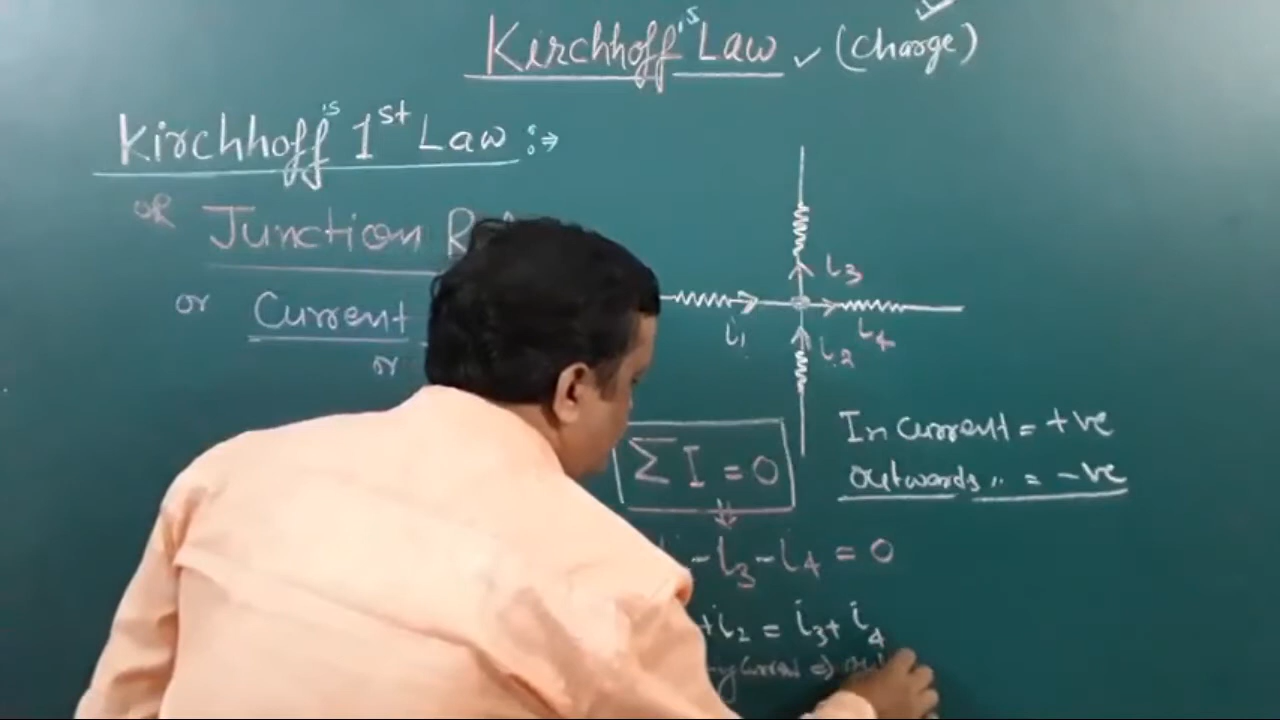 Kirchhoff's Law ✓ (Charge)
Kirchhoff's 1st Law :→
OR Junction R
or Current
or
i3
i1
i4
i2
Σ I = 0
In current = +ve
outwards ,, = -ve
- i3 - i4 = 0
+ i2 = i3 + i4